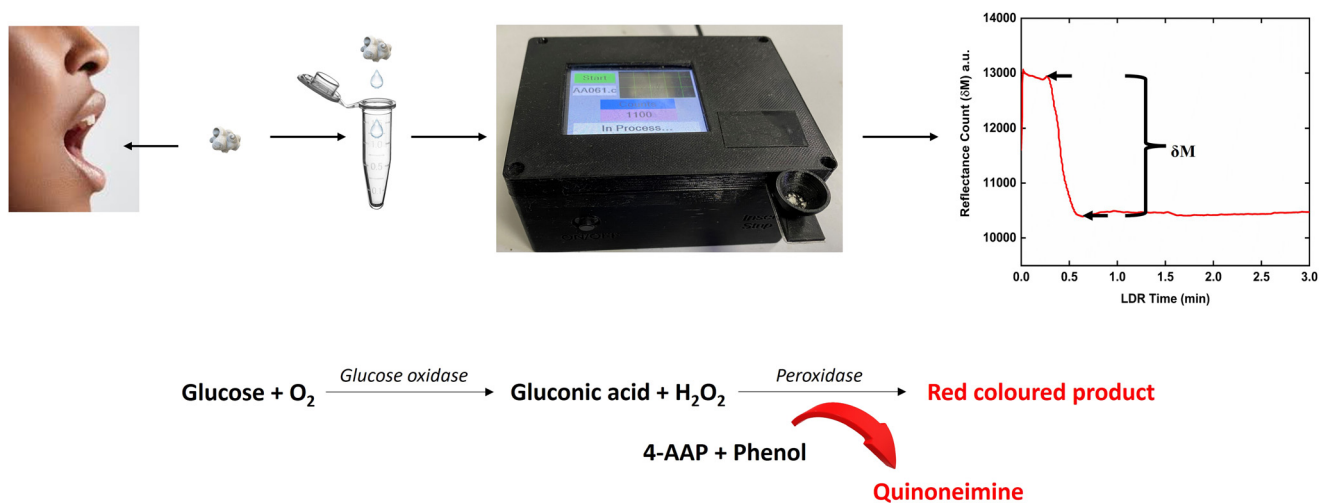 Start
AA061.c
1100
In Process...
Inser
Stop
14000
13000
12000
11000
10000
Reflectance Count (δM) a.u.
δM
0.0 0.5 1.0 1.5 2.0 2.5 3.0
LDR Time (min)
Glucose + O₂ Glucose oxidase Gluconic acid + H₂O₂ Peroxidase Red coloured product
4-AAP + Phenol
Quinoneimine